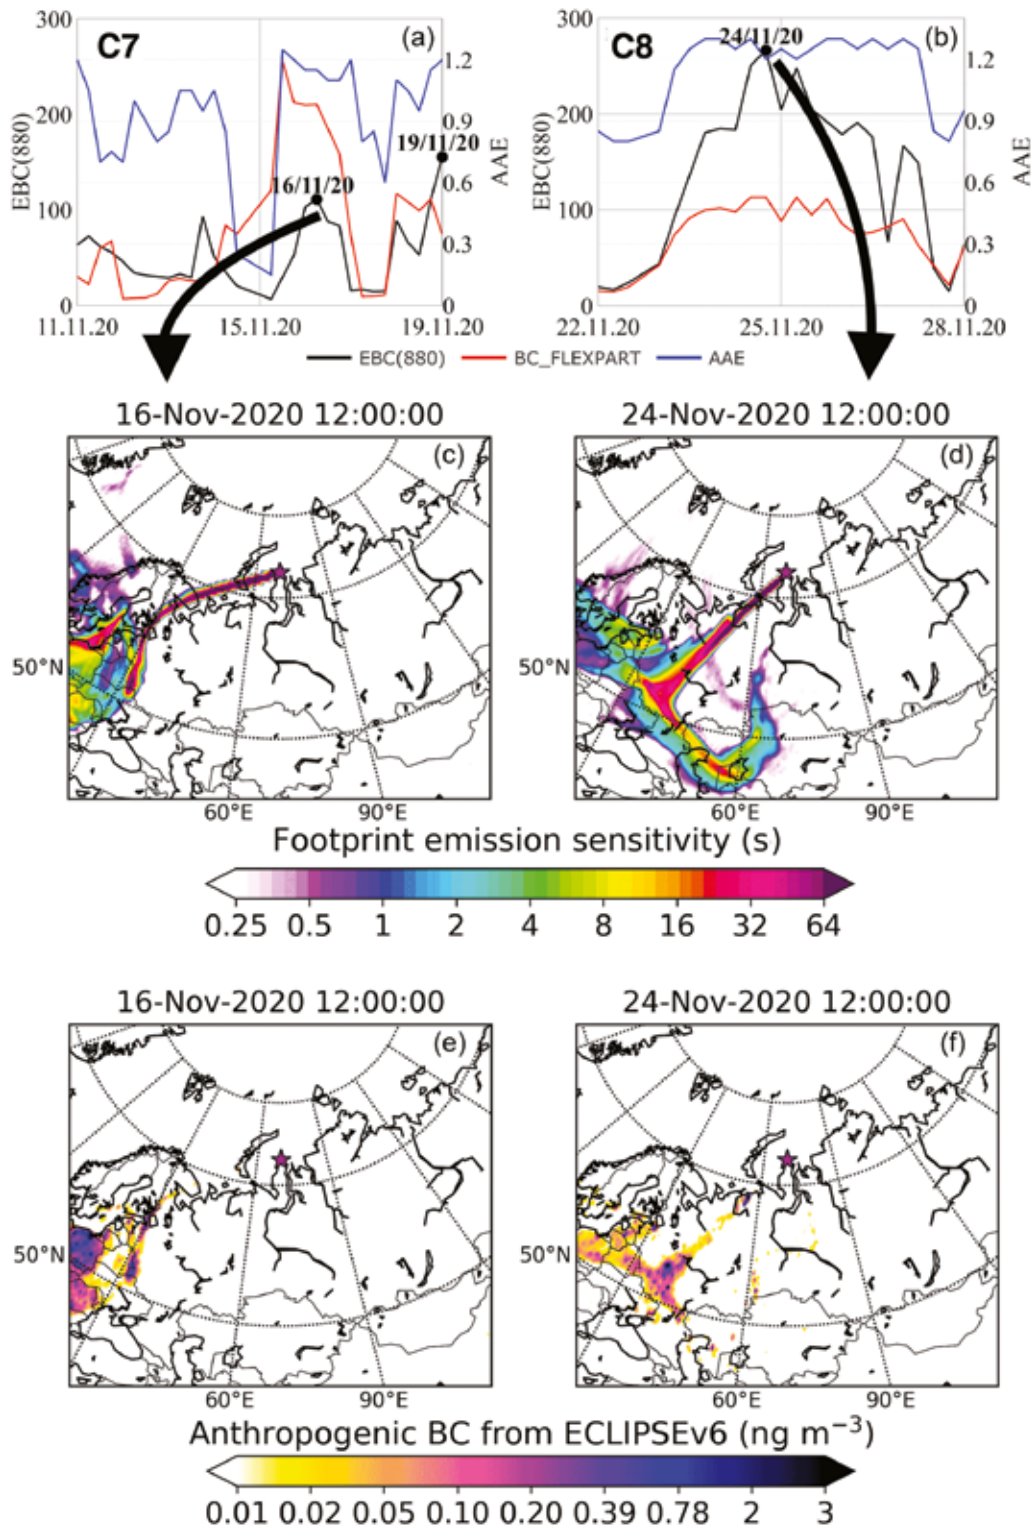 C7 (a)
300
200
100
0
EBC(880)
1.2
0.9
0.6
0.3
0
AAE
16/11/20
19/11/20
11.11.20 15.11.20 19.11.20
C8 (b)
24/11/20
300
200
100
0
EBC(880)
1.2
0.9
0.6
0.3
0
AAE
22.11.20 25.11.20 28.11.20
EBC(880) BC_FLEXPART AAE
16-Nov-2020 12:00:00
(c)
50°N
60°E 90°E
24-Nov-2020 12:00:00
(d)
50°N
60°E 90°E
Footprint emission sensitivity (s)
0.25 0.5 1 2 4 8 16 32 64
16-Nov-2020 12:00:00
(e)
50°N
60°E 90°E
24-Nov-2020 12:00:00
(f)
50°N
60°E 90°E
Anthropogenic BC from ECLIPSEv6 (ng m⁻³)
0.01 0.02 0.05 0.10 0.20 0.39 0.78 2 3